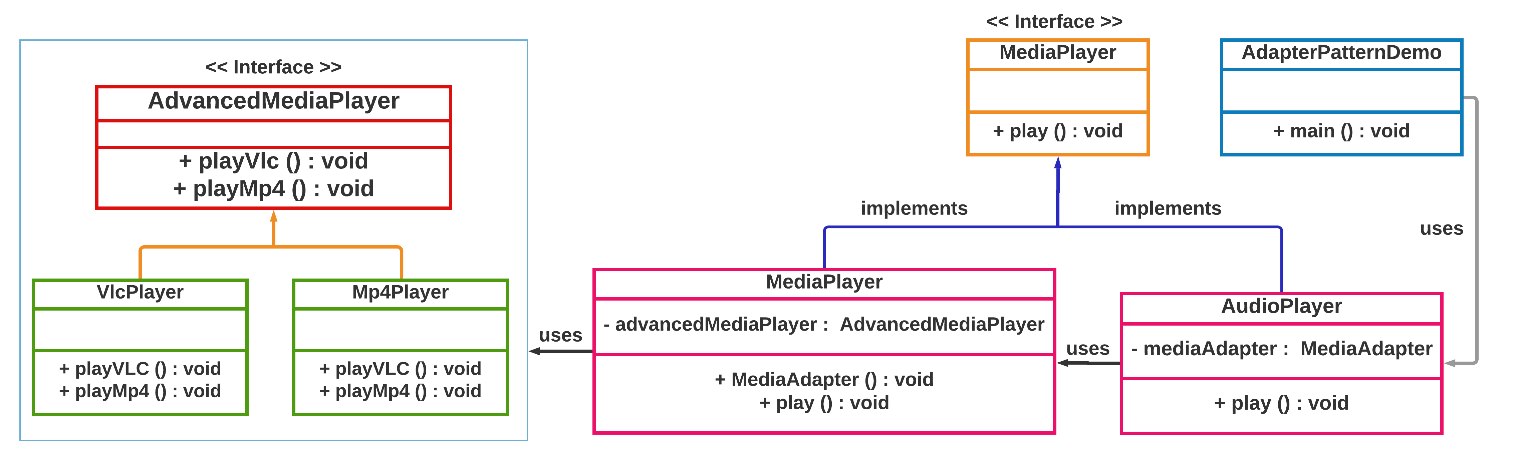 << Interface >>
AdvancedMediaPlayer
+ playVlc () : void
+ playMp4 () : void
VlcPlayer
+ playVLC () : void
+ playMp4 () : void
Mp4Player
+ playVLC () : void
+ playMp4 () : void
uses
<< Interface >>
MediaPlayer
+ play () : void
AdapterPatternDemo
+ main () : void
implements
implements
uses
MediaPlayer
- advancedMediaPlayer : AdvancedMediaPlayer
+ MediaAdapter () : void
+ play () : void
uses
AudioPlayer
- mediaAdapter : MediaAdapter
+ play () : void